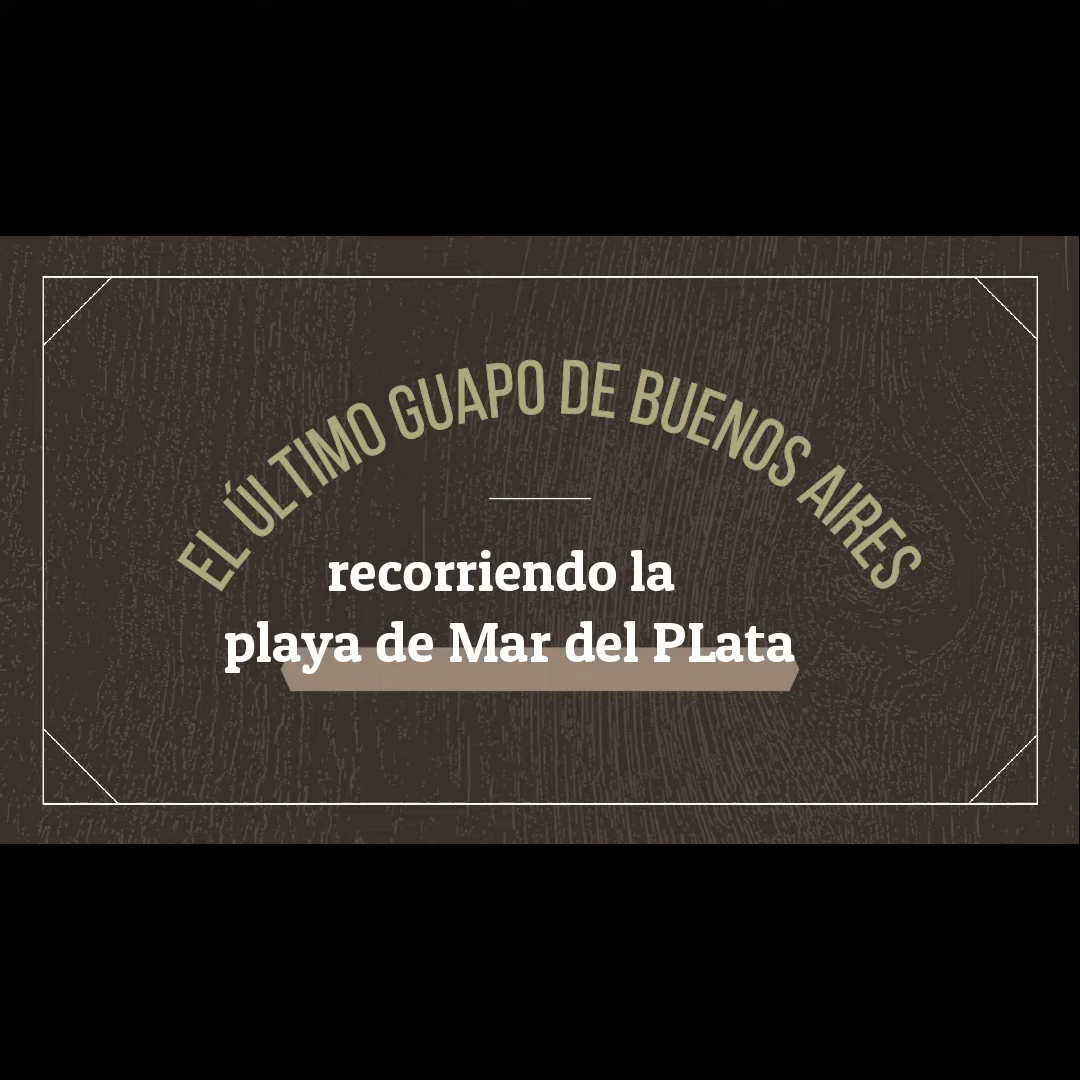 EL ÚLTIMO GUAPO DE BUENOS AIRES
recorriendo la
playa de Mar del PLata